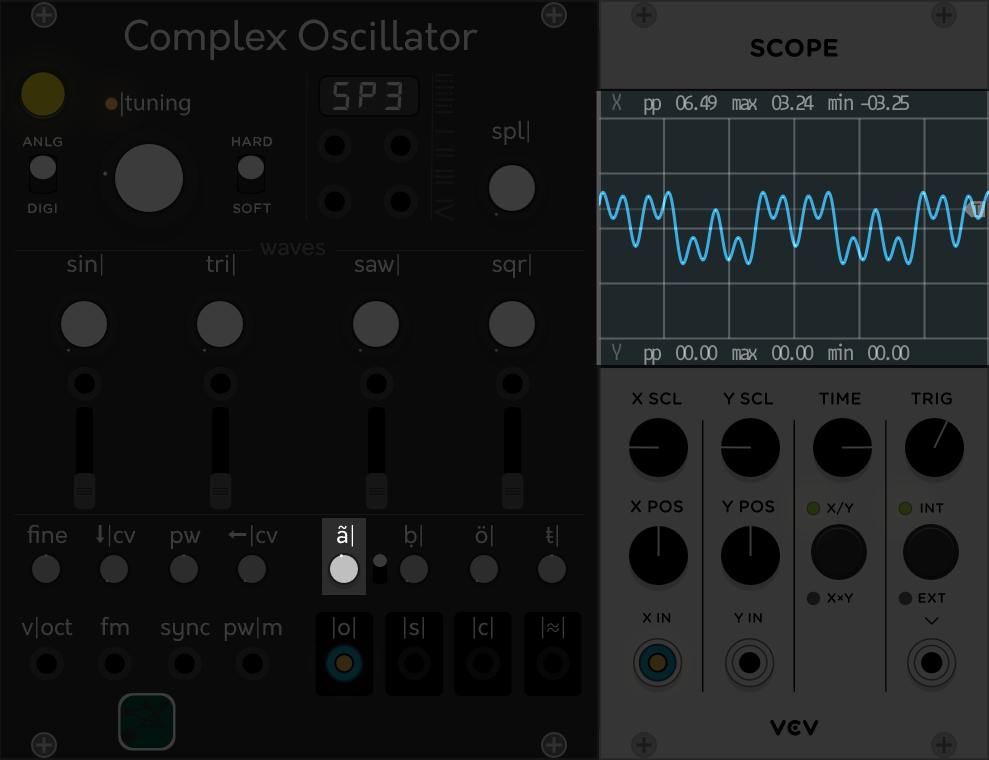 Complex Oscillator
SCOPE
|tuning
SP3
X pp 06.49 max 03.24 min -03.25
ANLG
HARD
spl|
DIGI
SOFT
T
waves
sin| tri| saw| sqr|
Y pp 00.00 max 00.00 min 00.00
X SCL Y SCL TIME TRIG
X POS Y POS X/Y INT
fine ↓|cv pw ←|cv ã| ḅ| ö| ŧ|
X×Y EXT
X IN Y IN
v|oct fm sync pw|m |o| |s| |c| |≈|
VCV